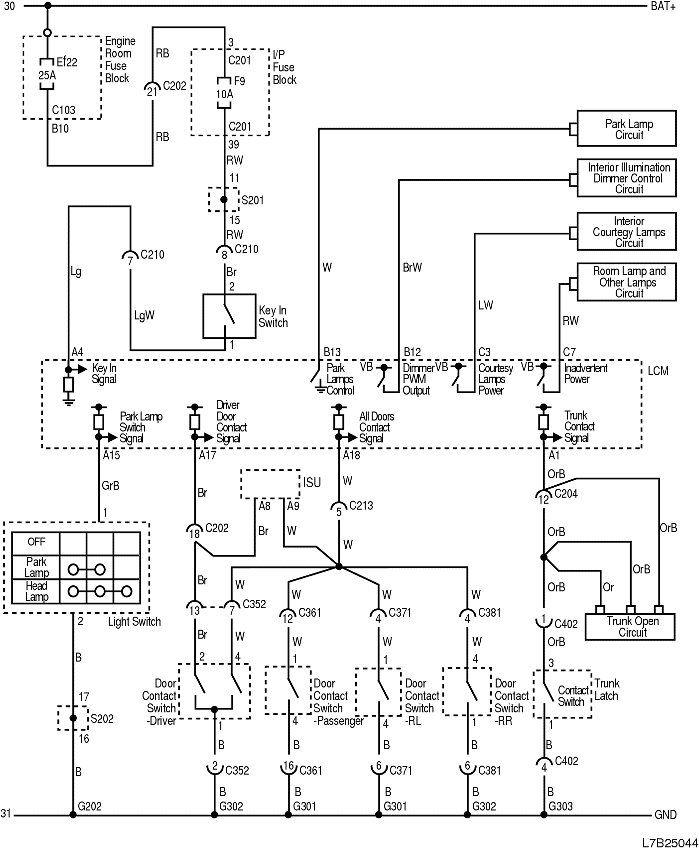 30
BAT+
Engine
Room
Fuse
Block
Ef22
25A
C103
B10
RB
21
C202
RB
3
C201
I/P
Fuse
Block
F9
10A
C201
39
RW
11
S201
15
RW
8
C210
Br
2
Key In
Switch
1
7
C210
Lg
LgW
Park Lamp
Circuit
Interior Illumination
Dimmer Control
Circuit
Interior
Courtegy Lamps
Circuit
Room Lamp and
Other Lamps
Circuit
W
BrW
LW
RW
A4
B13
B12
C3
C7
LCM
Key In
Signal
Park
Lamps
Control
VB
Dimmer
PWM
Output
VB
Courtesy
Lamps
Power
VB
Inadvertent
Power
Park Lamp
Switch
Signal
Driver
Door
Contact
Signal
All Doors
Contact
Signal
Trunk
Contact
Signal
A15
A17
A18
A1
GrB
1
Br
ISU
A8
A9
Br
W
W
5
C213
W
OrB
12
C204
OrB
OrB
OrB
Or
OrB
18
C202
Br
OFF
Park
Lamp
Head
Lamp
Light Switch
2
B
17
S202
16
B
13
7
C352
W
12
C361
4
C371
4
C381
1
C402
Trunk Open
Circuit
Br
W
W
W
W
OrB
2
4
1
1
4
3
Door
Contact
Switch
-Driver
Door
Contact
Switch
-Passenger
Door
Contact
Switch
-RL
Door
Contact
Switch
-RR
Contact
Switch
Trunk
Latch
1
4
4
1
1
B
B
B
B
B
2
C352
16
C361
6
C371
6
C381
4
C402
B
B
B
B
B
31
G202
G302
G301
G301
G302
G303
GND
L7B25044